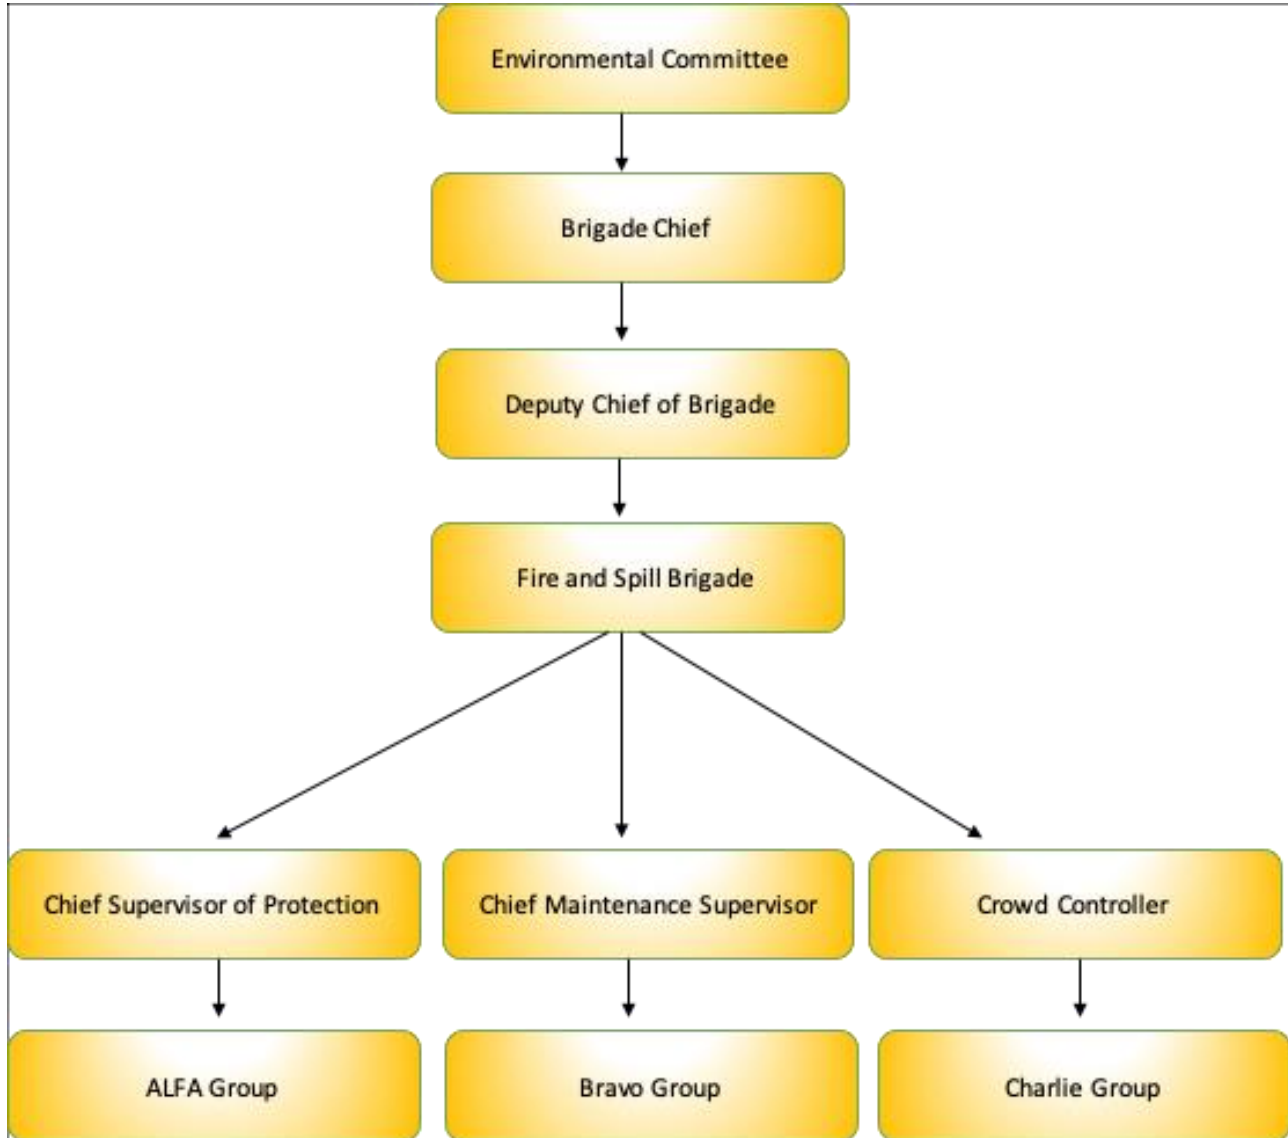 Environmental Committee
Brigade Chief
Deputy Chief of Brigade
Fire and Spill Brigade
Chief Supervisor of Protection
Chief Maintenance Supervisor
Crowd Controller
ALFA Group
Bravo Group
Charlie Group